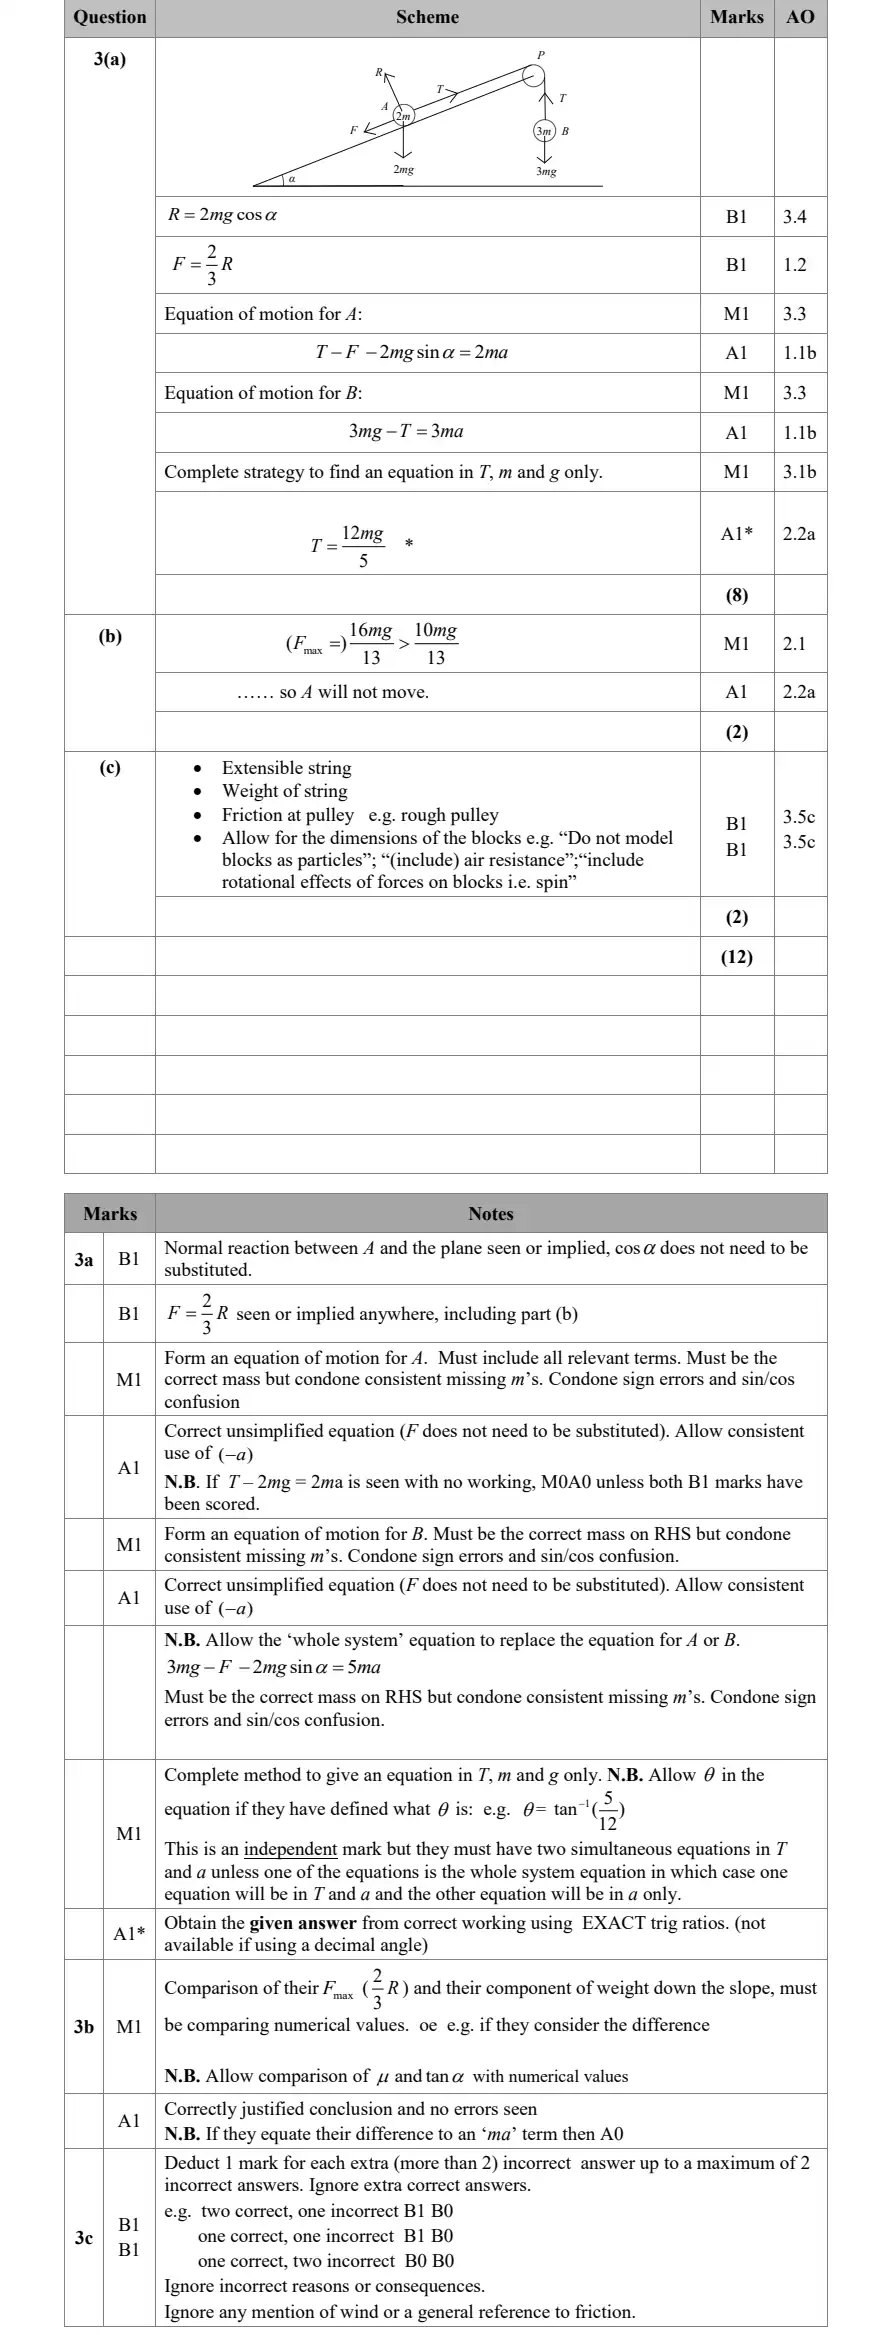 Question Scheme Marks AO
3(a)
P
R
T
T
A
2m
F
3m B
2mg
3mg
α
R = 2mg cos α B1 3.4
F = 2/3 R B1 1.2
Equation of motion for A: M1 3.3
T – F – 2mg sin α = 2ma A1 1.1b
Equation of motion for B: M1 3.3
3mg – T = 3ma A1 1.1b
Complete strategy to find an equation in T, m and g only. M1 3.1b
T = 12mg/5 * A1* 2.2a
(8)
(b) (Fmax =) 16mg/13 > 10mg/13 M1 2.1
…… so A will not move. A1 2.2a
(2)
(c)
• Extensible string
• Weight of string
• Friction at pulley e.g. rough pulley
• Allow for the dimensions of the blocks e.g. “Do not model
blocks as particles”; “(include) air resistance”;“include
rotational effects of forces on blocks i.e. spin”
B1 3.5c
B1 3.5c
(2)
(12)
Marks Notes
3a B1 Normal reaction between A and the plane seen or implied, cos α does not need to be
substituted.
B1 F = 2/3 R seen or implied anywhere, including part (b)
M1 Form an equation of motion for A. Must include all relevant terms. Must be the
correct mass but condone consistent missing m’s. Condone sign errors and sin/cos
confusion
A1 Correct unsimplified equation (F does not need to be substituted). Allow consistent
use of (–a)
N.B. If T – 2mg = 2ma is seen with no working, M0A0 unless both B1 marks have
been scored.
M1 Form an equation of motion for B. Must be the correct mass on RHS but condone
consistent missing m’s. Condone sign errors and sin/cos confusion.
A1 Correct unsimplified equation (F does not need to be substituted). Allow consistent
use of (–a)
N.B. Allow the ‘whole system’ equation to replace the equation for A or B.
3mg – F – 2mg sin α = 5ma
Must be the correct mass on RHS but condone consistent missing m’s. Condone sign
errors and sin/cos confusion.
M1 Complete method to give an equation in T, m and g only. N.B. Allow θ in the
equation if they have defined what θ is: e.g. θ = tan⁻¹(5/12)
This is an independent mark but they must have two simultaneous equations in T
and a unless one of the equations is the whole system equation in which case one
equation will be in T and a and the other equation will be in a only.
A1* Obtain the given answer from correct working using EXACT trig ratios. (not
available if using a decimal angle)
3b M1 Comparison of their Fmax (2/3 R) and their component of weight down the slope, must
be comparing numerical values. oe e.g. if they consider the difference
N.B. Allow comparison of μ and tan α with numerical values
A1 Correctly justified conclusion and no errors seen
N.B. If they equate their difference to an ‘ma’ term then A0
3c B1 B1 Deduct 1 mark for each extra (more than 2) incorrect answer up to a maximum of 2
incorrect answers. Ignore extra correct answers.
e.g. two correct, one incorrect B1 B0
one correct, one incorrect B1 B0
one correct, two incorrect B0 B0
Ignore incorrect reasons or consequences.
Ignore any mention of wind or a general reference to friction.